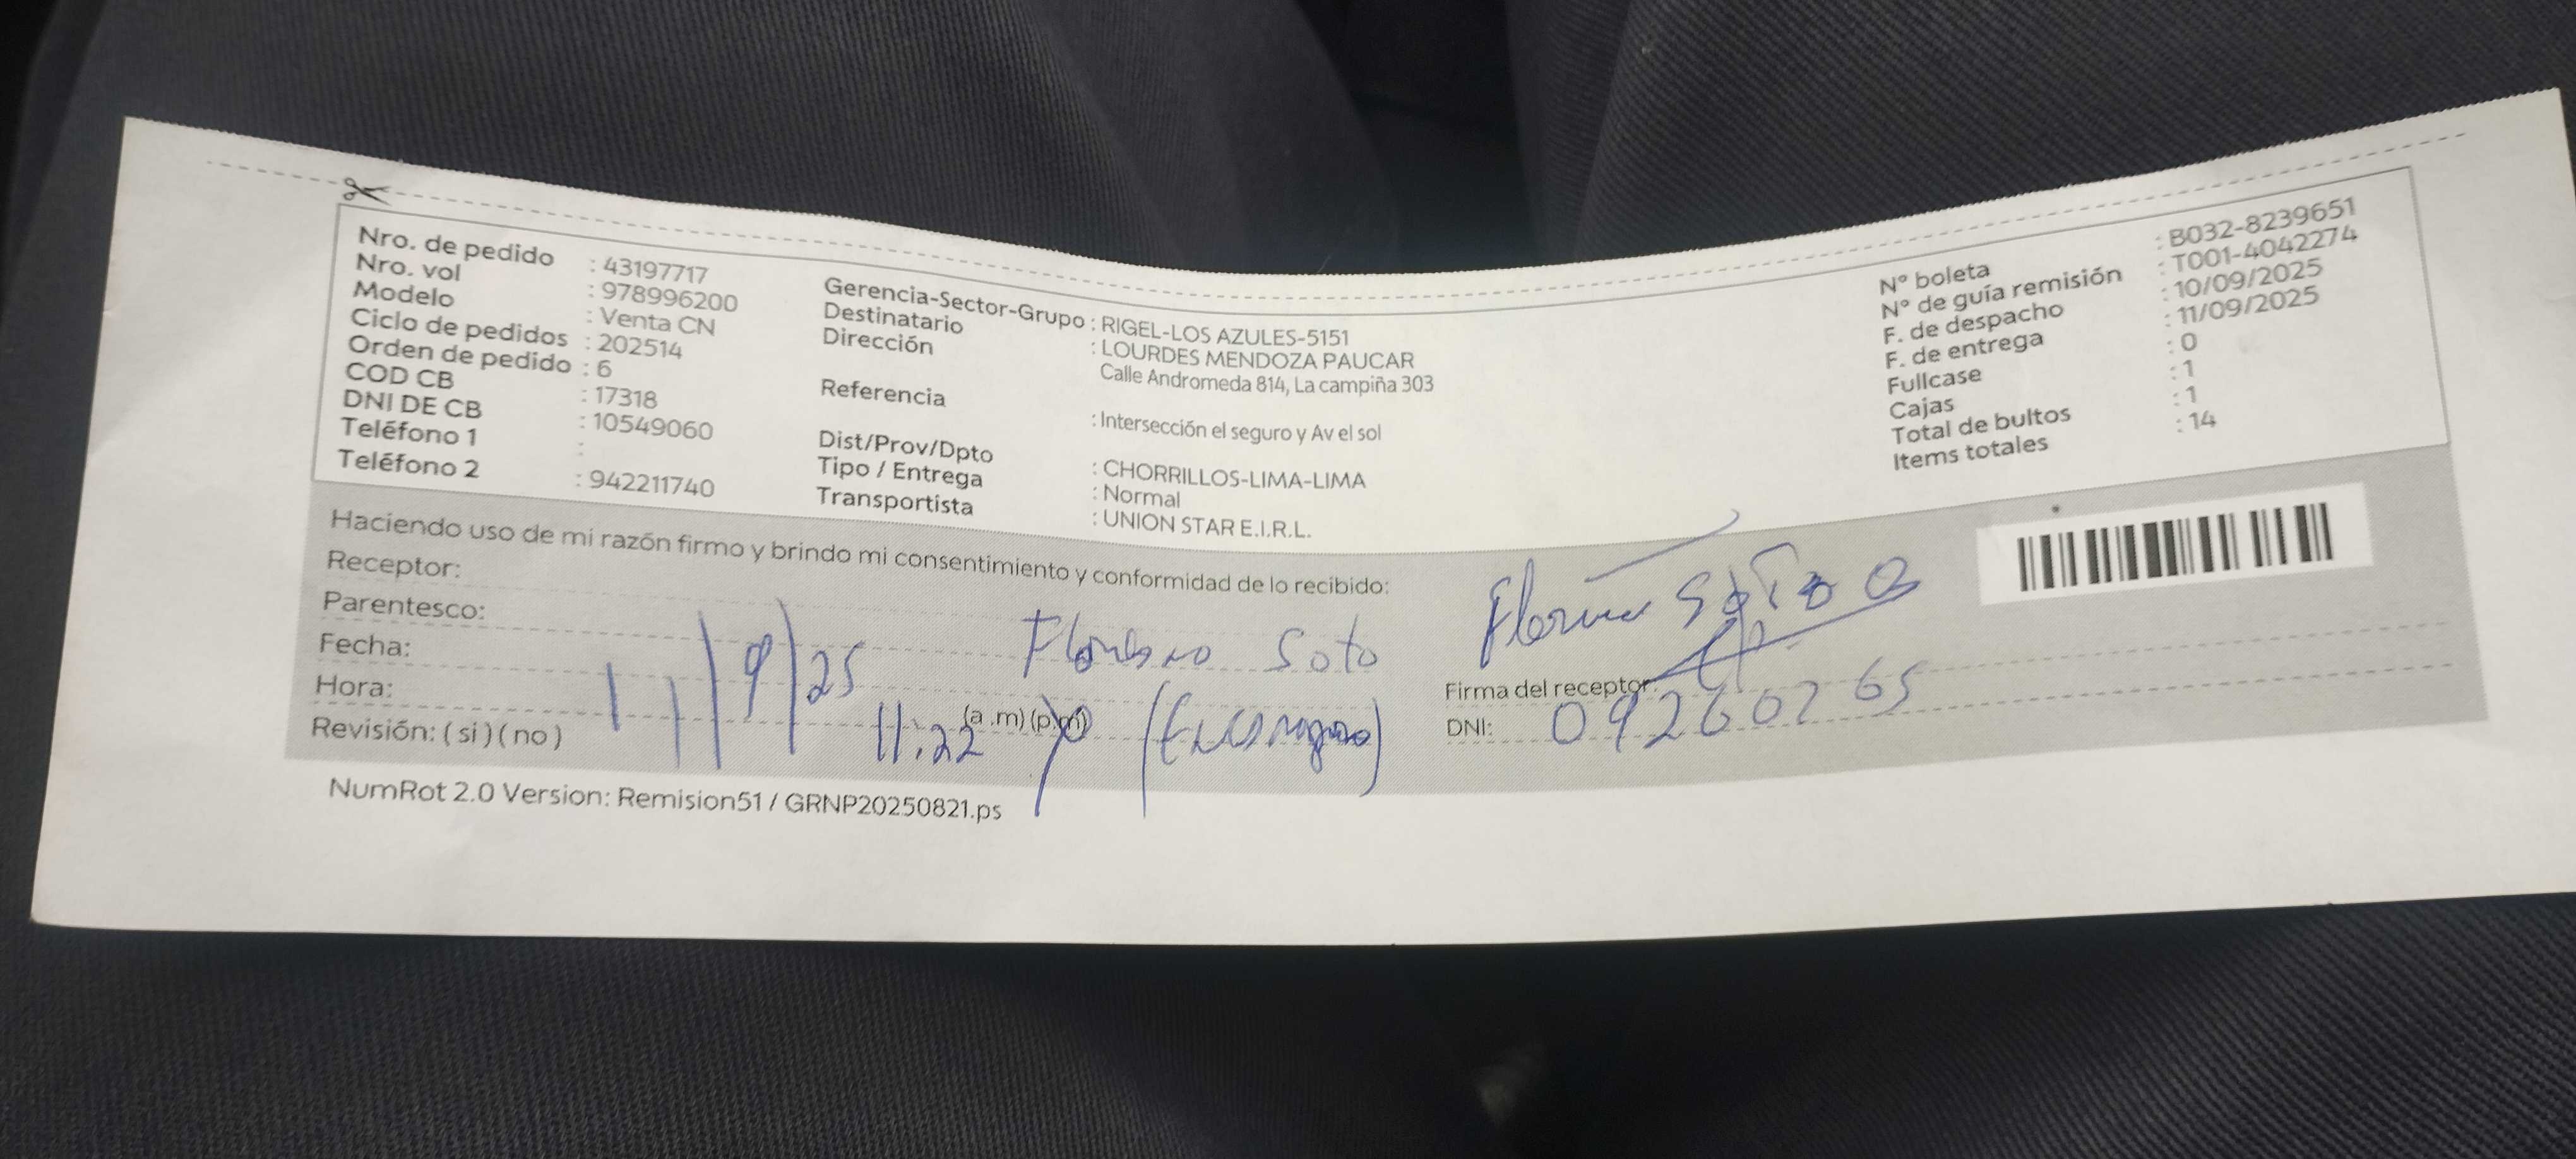 Nro. de pedido : 43197717
Nro. vol : 978996200
Modelo : Venta CN
Ciclo de pedidos : 202514
Orden de pedido : 6
COD CB : 17318
DNI DE CB : 10549060
Teléfono 1 :
Teléfono 2 : 942211740
Gerencia-Sector-Grupo : RIGEL-LOS AZULES-5151
Destinatario : LOURDES MENDOZA PAUCAR
Dirección Calle Andromeda 814, La campiña 303
Referencia : Intersección el seguro y Av el sol
Dist/Prov/Dpto : CHORRILLOS-LIMA-LIMA
Tipo / Entrega : Normal
Transportista : UNION STAR E.I.R.L.
N° boleta : B032-8239651
N° de guía remisión : T001-4042274
F. de despacho : 10/09/2025
F. de entrega : 11/09/2025
Fullcase : 0
Cajas : 1
Total de bultos : 1
Items totales : 14
Haciendo uso de mi razón firmo y brindo mi consentimiento y conformidad de lo recibido:
Receptor:
Parentesco: Soto
Fecha: 11/9/25
Hora: 11:22 (a .m) (p.m)
Revisión: ( si ) ( no )
Firma del receptor:
DNI: 09260765
NumRot 2.0 Version: Remision51 / GRNP20250821.ps